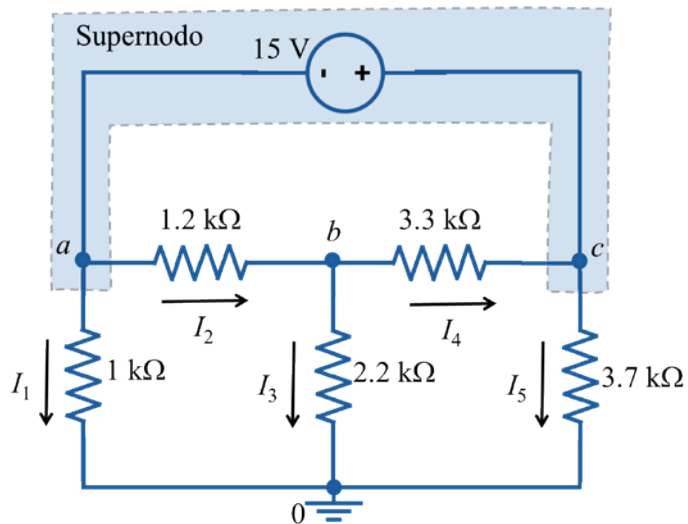 Supernodo
15 V
- +
1.2 kΩ
3.3 kΩ
a
b
c
I₂
I₄
I₁
1 kΩ
I₃
2.2 kΩ
I₅
3.7 kΩ
0